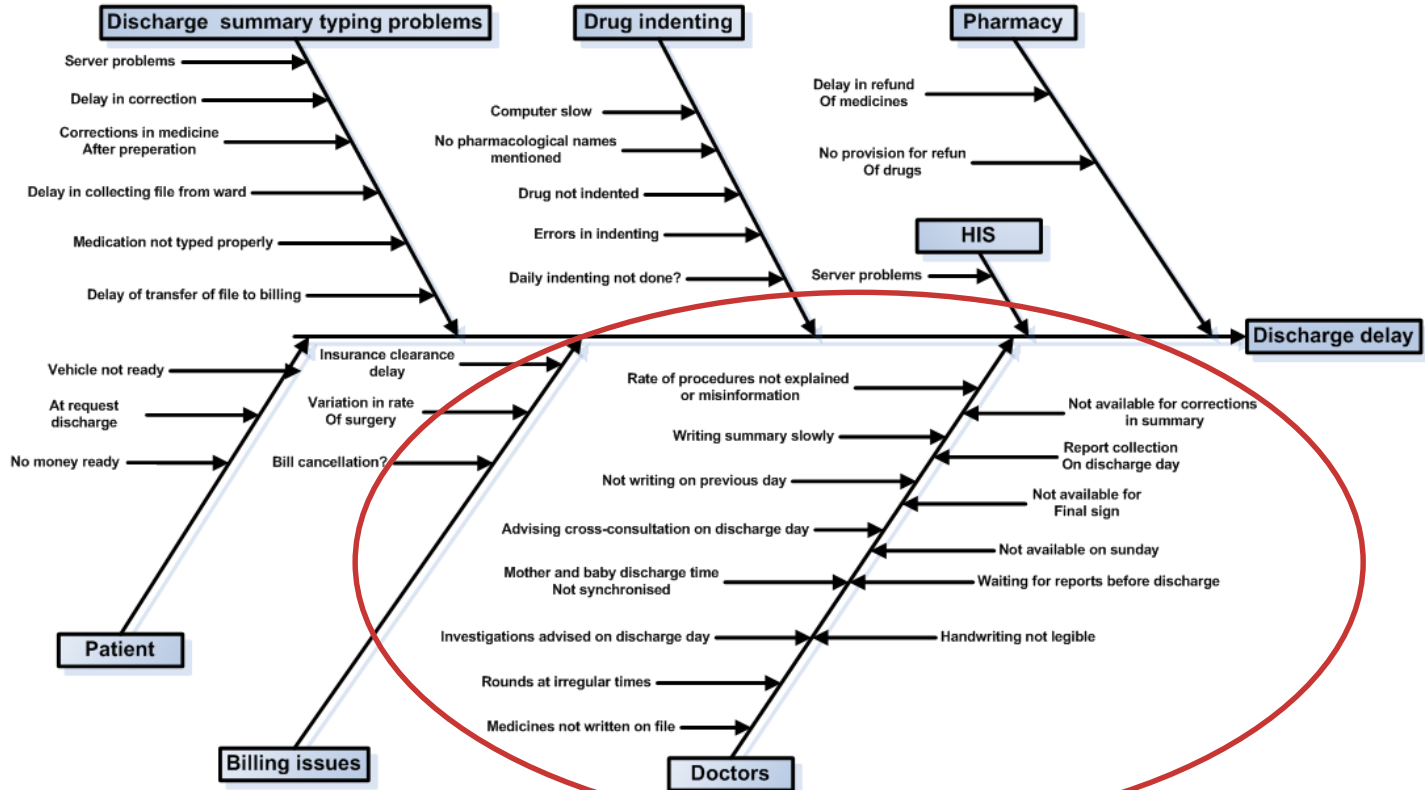 Discharge summary typing problems
Server problems
Delay in correction
Corrections in medicine
After preperation
Delay in collecting file from ward
Medication not typed properly
Delay of transfer of file to billing
Drug indenting
Computer slow
No pharmacological names
mentioned
Drug not indented
Errors in indenting
Daily indenting not done?
Pharmacy
Delay in refund
Of medicines
No provision for refun
Of drugs
HIS
Server problems
Discharge delay
Vehicle not ready
At request
discharge
No money ready
Patient
Insurance clearance
delay
Variation in rate
Of surgery
Bill cancellation?
Billing issues
Rate of procedures not explained
or misinformation
Writing summary slowly
Not writing on previous day
Advising cross-consultation on discharge day
Mother and baby discharge time
Not synchronised
Investigations advised on discharge day
Rounds at irregular times
Medicines not written on file
Not available for corrections
in summary
Report collection
On discharge day
Not available for
Final sign
Not available on sunday
Waiting for reports before discharge
Handwriting not legible
Doctors